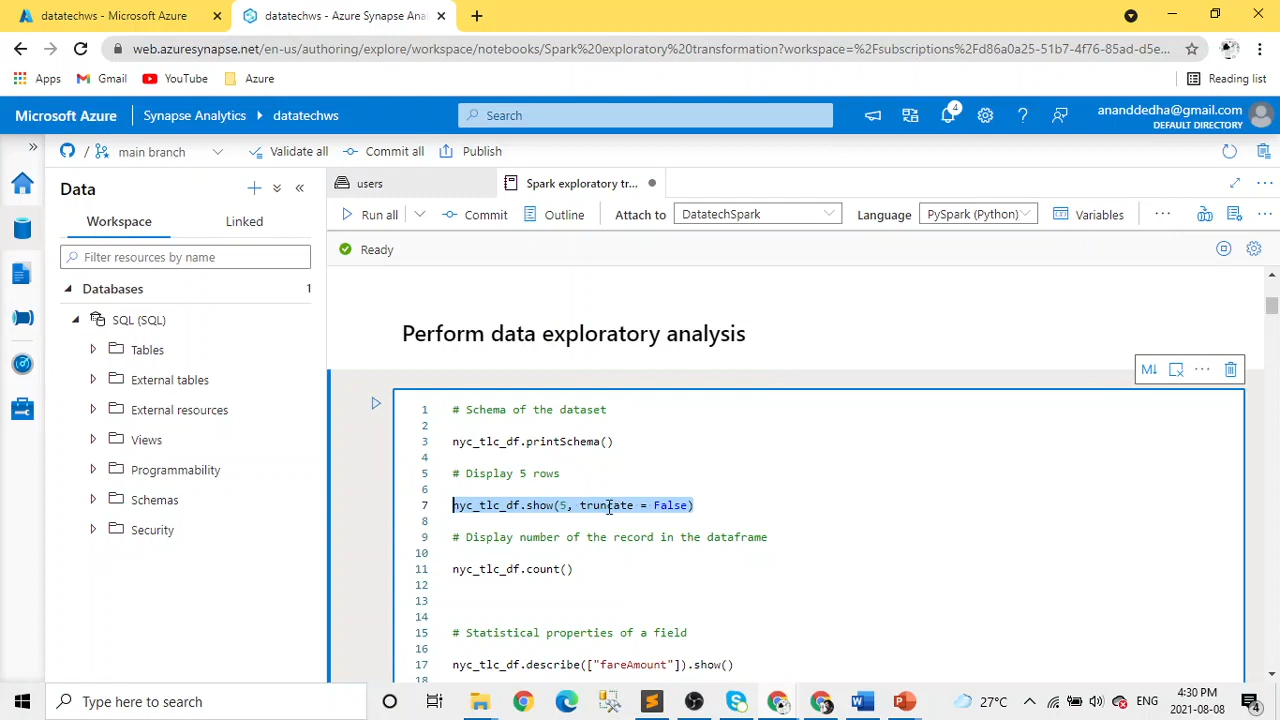 datatechws - Microsoft Azure
datatechws - Azure Synapse Anal
web.azuresynapse.net/en-us/authoring/explore/workspace/notebooks/Spark%20exploratory%20transformation?workspace=%2Fsubscriptions%2Fd86a0a25-51b7-4f76-85ad-d5e...
Apps
Gmail
YouTube
Azure
Reading list
Microsoft Azure
Synapse Analytics
datatechws
Search
4
ananddedha@gmail.com
DEFAULT DIRECTORY
/ main branch
Validate all
Commit all
Publish
Data
Workspace
Linked
Filter resources by name
Databases
1
SQL (SQL)
Tables
External tables
External resources
Views
Programmability
Schemas
Security
users
Spark exploratory tr...
Run all
Commit
Outline
Attach to
DatatechSpark
Language
PySpark (Python)
Variables
Ready
Perform data exploratory analysis
M↓
1 # Schema of the dataset
2
3 nyc_tlc_df.printSchema()
4
5 # Display 5 rows
6
7 nyc_tlc_df.show(5, truncate = False)
8
9 # Display number of the record in the dataframe
10
11 nyc_tlc_df.count()
12
13
14
15 # Statistical properties of a field
16
17 nyc_tlc_df.describe(["fareAmount"]).show()
18
Type here to search
27°C
ENG
4:30 PM
2021-08-08
4